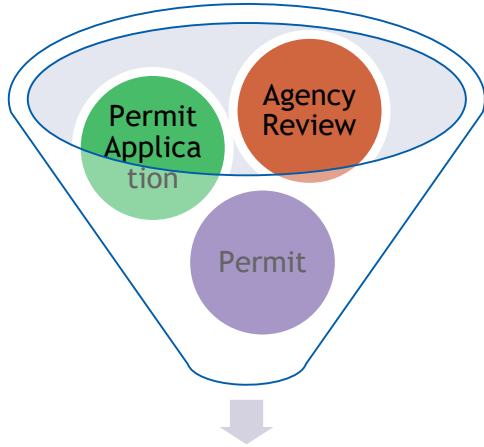 Permit
Applica
tion
Agency
Review
Permit